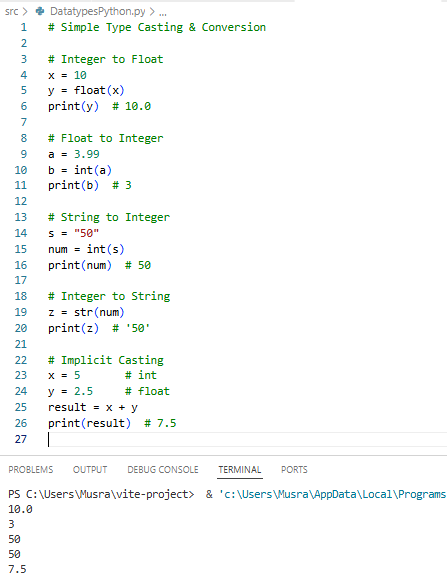 src > DatatypesPython.py > ...
1 # Simple Type Casting & Conversion
2
3 # Integer to Float
4 x = 10
5 y = float(x)
6 print(y)  # 10.0
7
8 # Float to Integer
9 a = 3.99
10 b = int(a)
11 print(b)  # 3
12
13 # String to Integer
14 s = "50"
15 num = int(s)
16 print(num)  # 50
17
18 # Integer to String
19 z = str(num)
20 print(z)  # '50'
21
22 # Implicit Casting
23 x = 5      # int
24 y = 2.5    # float
25 result = x + y
26 print(result)  # 7.5
27
PROBLEMS OUTPUT DEBUG CONSOLE TERMINAL PORTS
PS C:\Users\Musra\vite-project>  & 'c:\Users\Musra\AppData\Local\Programs
10.0
3
50
50
7.5